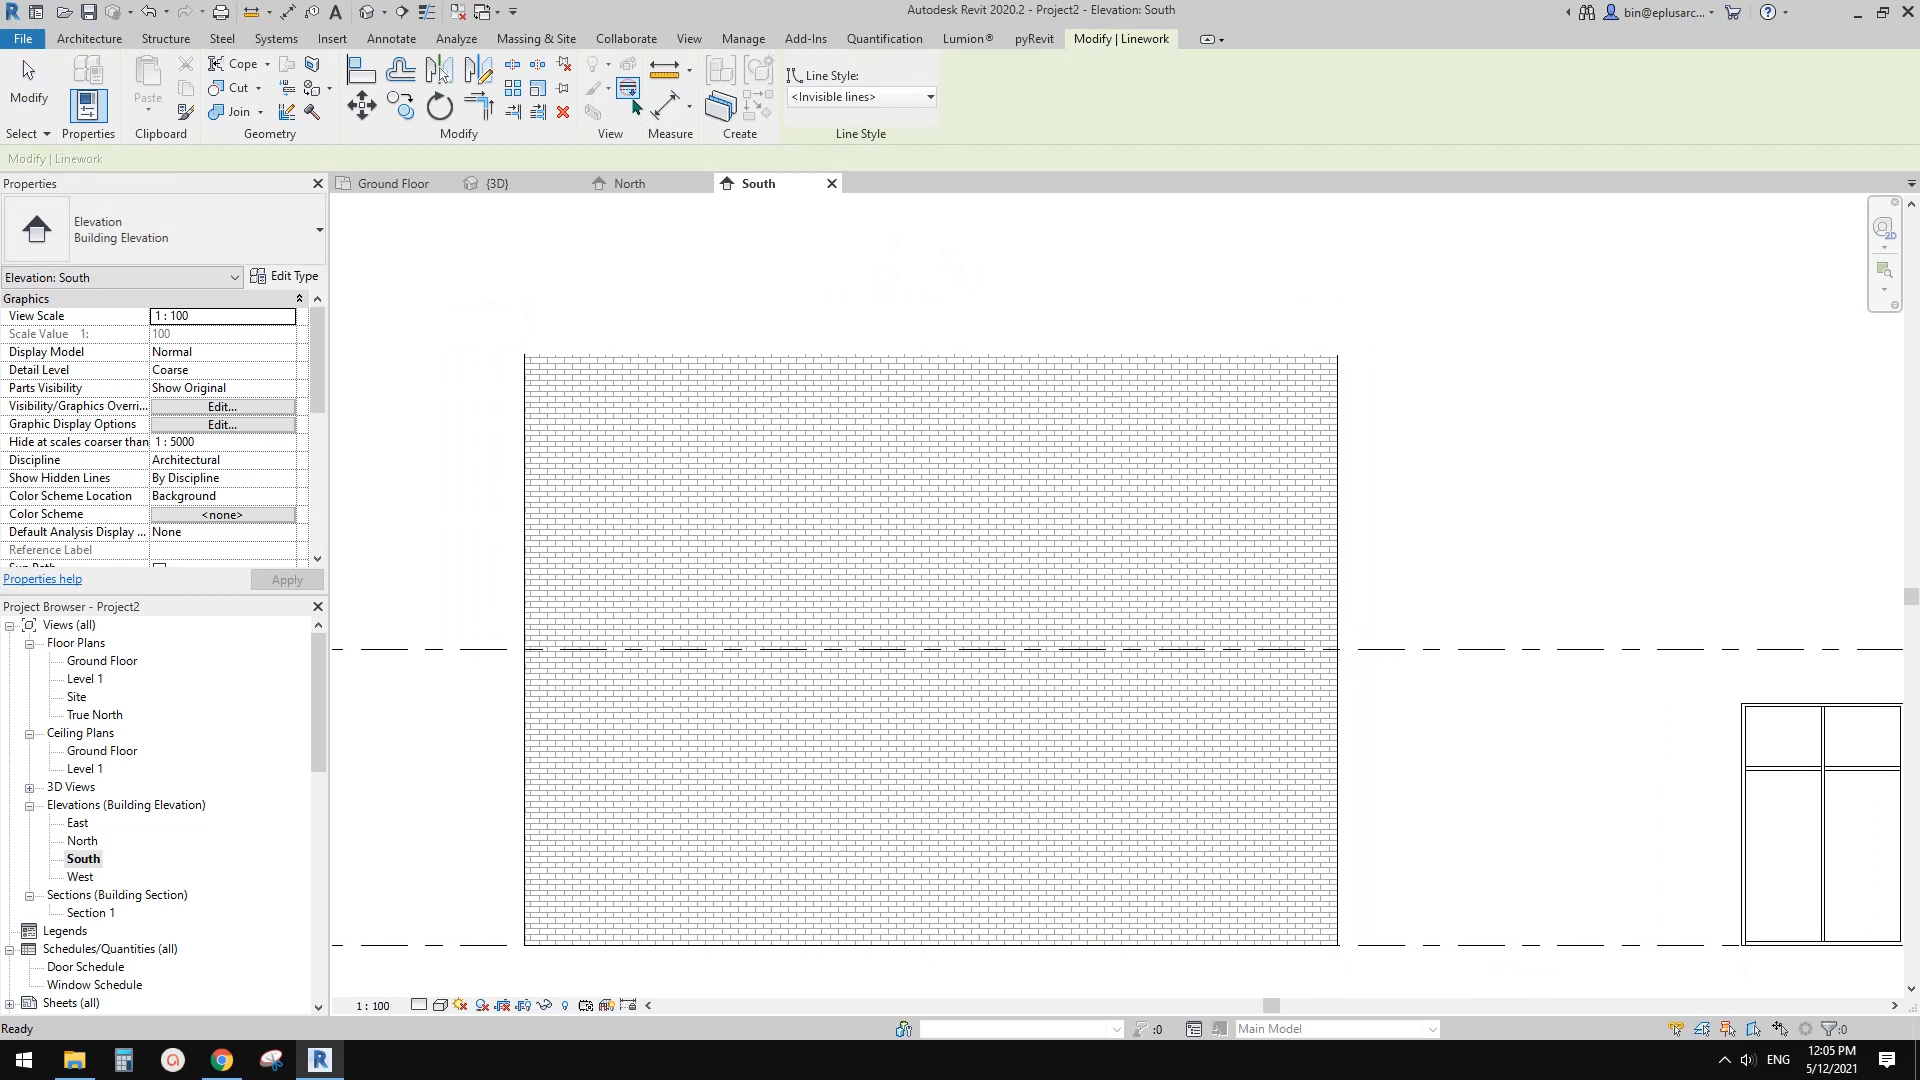 Autodesk Revit 2020.2 - Project2 - Elevation: South
bin@eplusarc...
File
Architecture
Structure
Steel
Systems
Insert
Annotate
Analyze
Massing & Site
Collaborate
View
Manage
Add-Ins
Quantification
Lumion®
pyRevit
Modify | Linework
Modify
Paste
Cope
Cut
Join
Line Style:
<Invisible lines>
Select
Properties
Clipboard
Geometry
Modify
View
Measure
Create
Line Style
Modify | Linework
Properties
Ground Floor
{3D}
North
South
Elevation
Building Elevation
Elevation: South
Edit Type
Graphics
View Scale 1 : 100
Scale Value 1: 100
Display Model Normal
Detail Level Coarse
Parts Visibility Show Original
Visibility/Graphics Overri... Edit...
Graphic Display Options Edit...
Hide at scales coarser than 1 : 5000
Discipline Architectural
Show Hidden Lines By Discipline
Color Scheme Location Background
Color Scheme <none>
Default Analysis Display ... None
Reference Label
Properties help
Apply
Project Browser - Project2
Views (all)
Floor Plans
Ground Floor
Level 1
Site
True North
Ceiling Plans
Ground Floor
Level 1
3D Views
Elevations (Building Elevation)
East
North
South
West
Sections (Building Section)
Section 1
Legends
Schedules/Quantities (all)
Door Schedule
Window Schedule
Sheets (all)
2D
1 : 100
Ready
:0
Main Model
:0
ENG
12:05 PM
5/12/2021